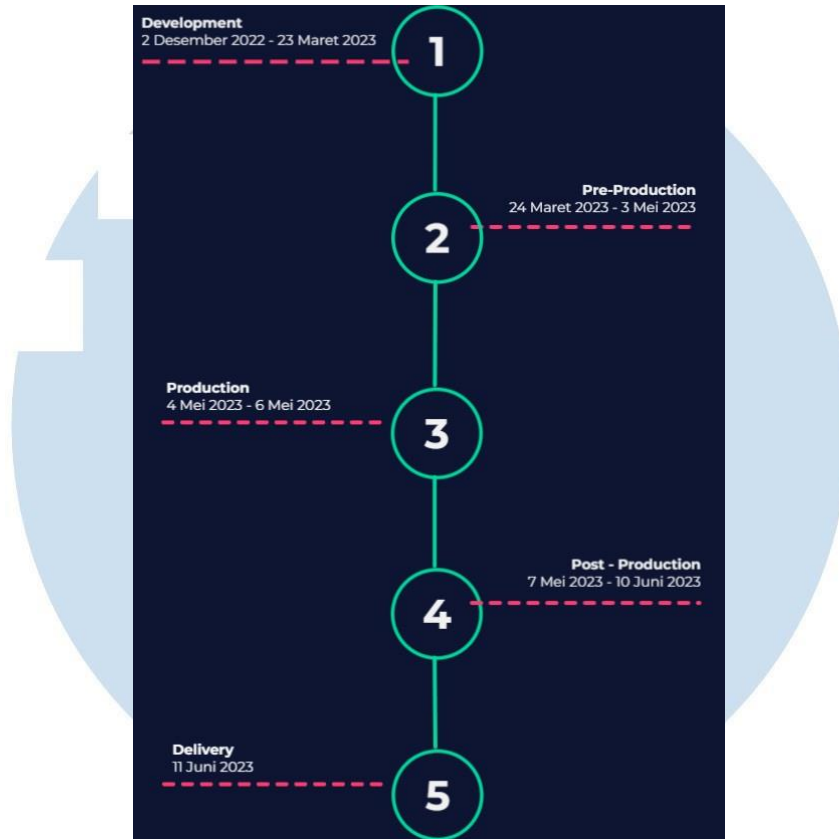 Development
2 Desember 2022 - 23 Maret 2023
1
Pre-Production
24 Maret 2023 - 3 Mei 2023
2
Production
4 Mei 2023 - 6 Mei 2023
3
Post - Production
7 Mei 2023 - 10 Juni 2023
4
Delivery
11 Juni 2023
5